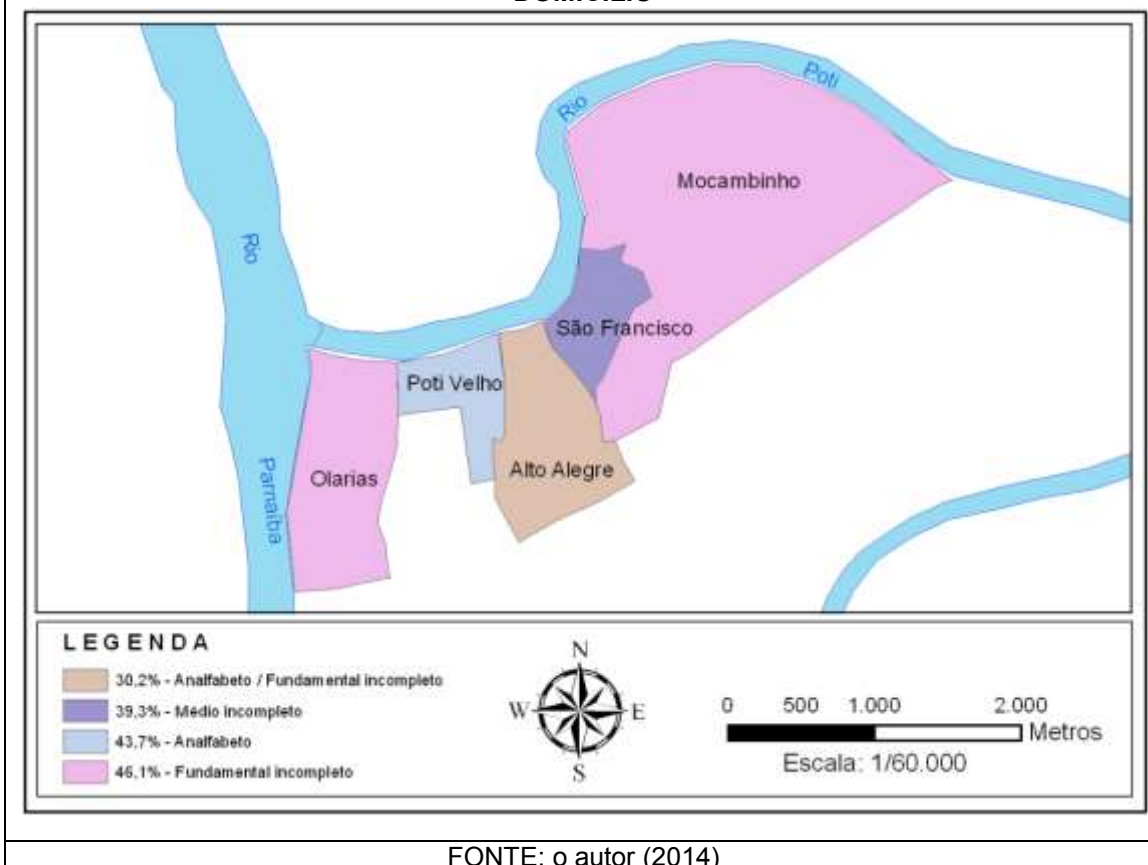 Rio
Poti
Mocambinho
Rio
São Francisco
Poti Velho
Alto Alegre
Olarias
Parnaíba
LEGENDA
30,2% - Analfabeto / Fundamental incompleto
39,3% - Médio incompleto
43,7% - Analfabeto
46,1% - Fundamental incompleto
N
W
E
S
0 500 1.000 2.000
Metros
Escala: 1/60.000
FONTE: o autor (2014)